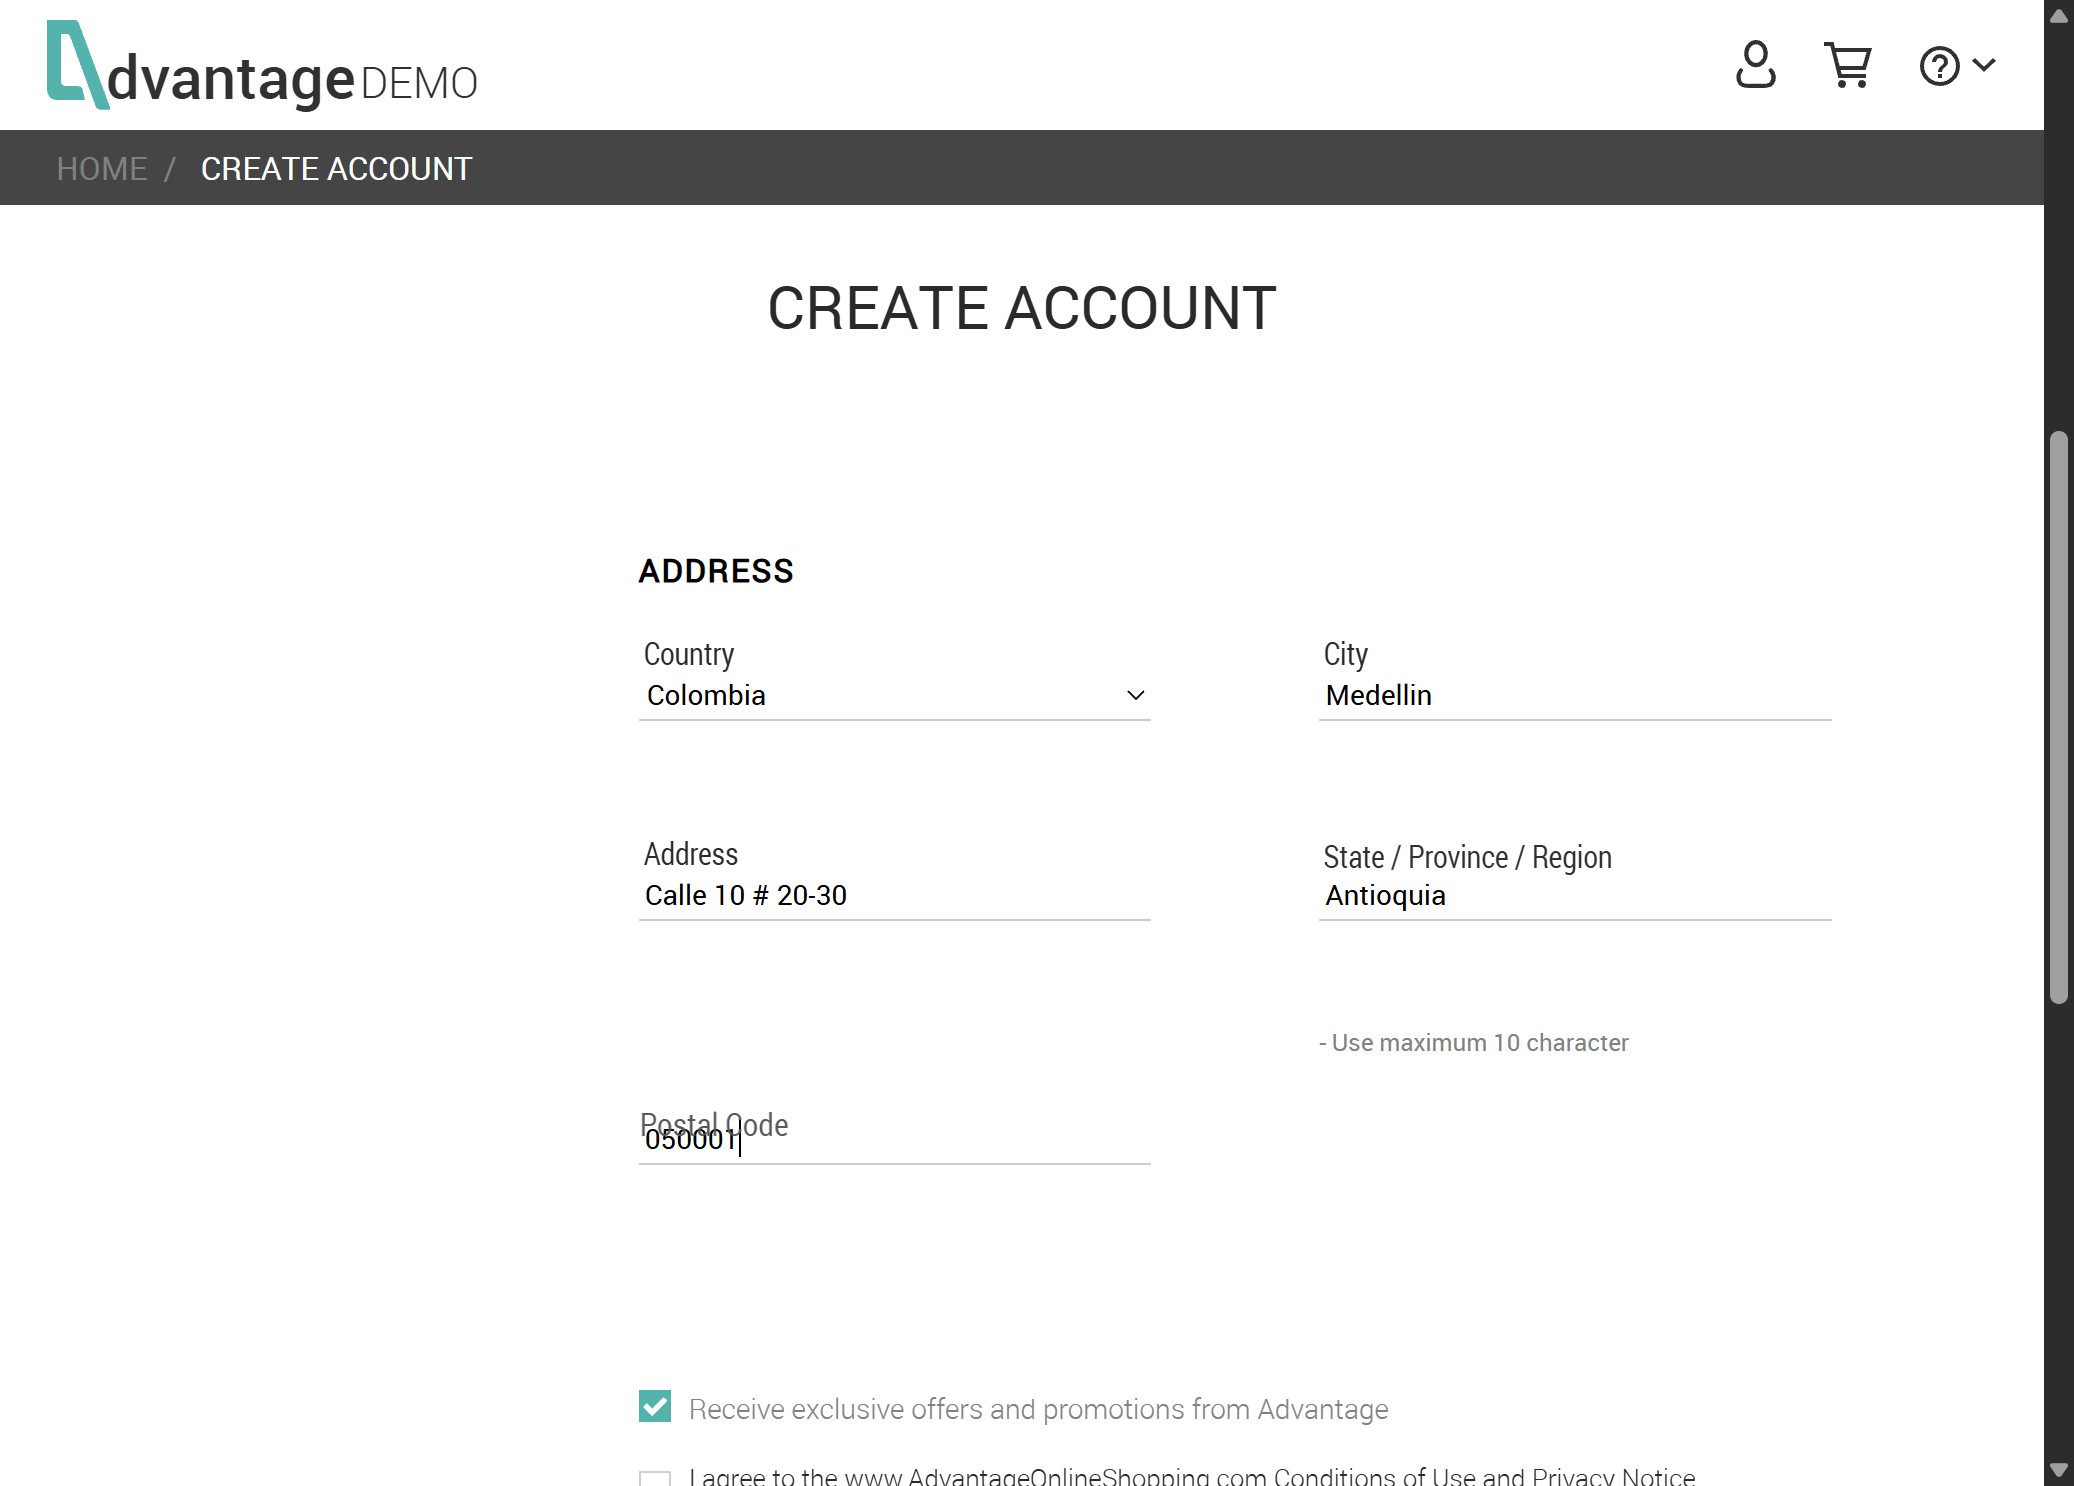 dvantage DEMO
HOME / CREATE ACCOUNT
CREATE ACCOUNT
ADDRESS
Country
Colombia
City
Medellin
Address
Calle 10 # 20-30
State / Province / Region
Antioquia
- Use maximum 10 character
Postal Code
050001
Receive exclusive offers and promotions from Advantage
I agree to the www.AdvantageOnlineShopping.com Conditions of Use and Privacy Notice